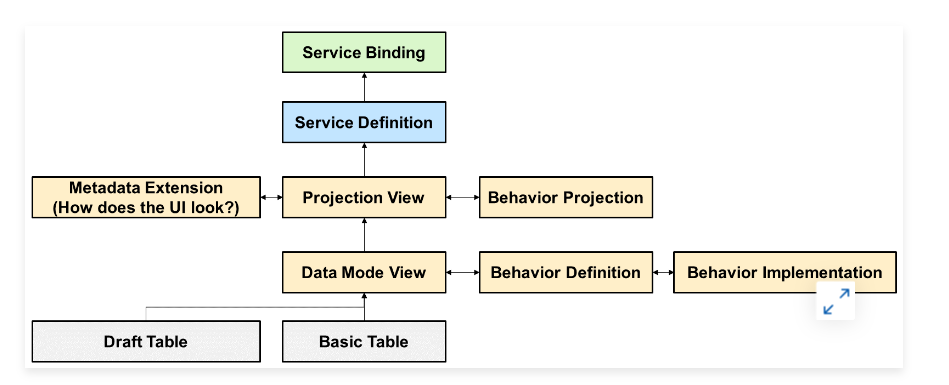 Service Binding
Service Definition
Metadata Extension
(How does the UI look?)
Projection View
Behavior Projection
Data Mode View
Behavior Definition
Behavior Implementation
Draft Table
Basic Table